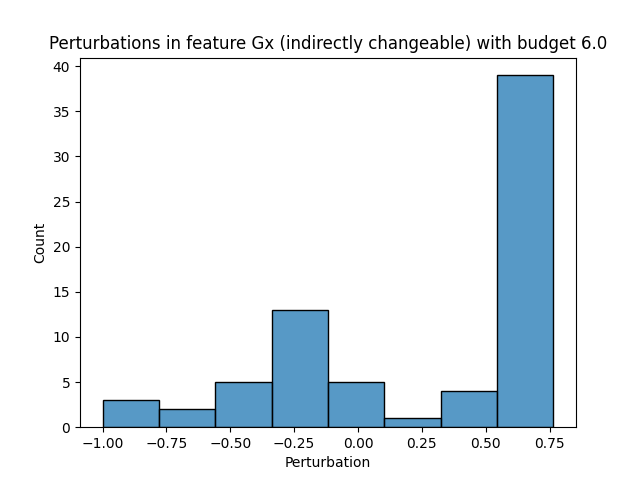 Perturbations in feature Gx (indirectly changeable) with budget 6.0
40
35
30
25
20
15
10
5
0
Count
−1.00 −0.75 −0.50 −0.25 0.00 0.25 0.50 0.75
Perturbation